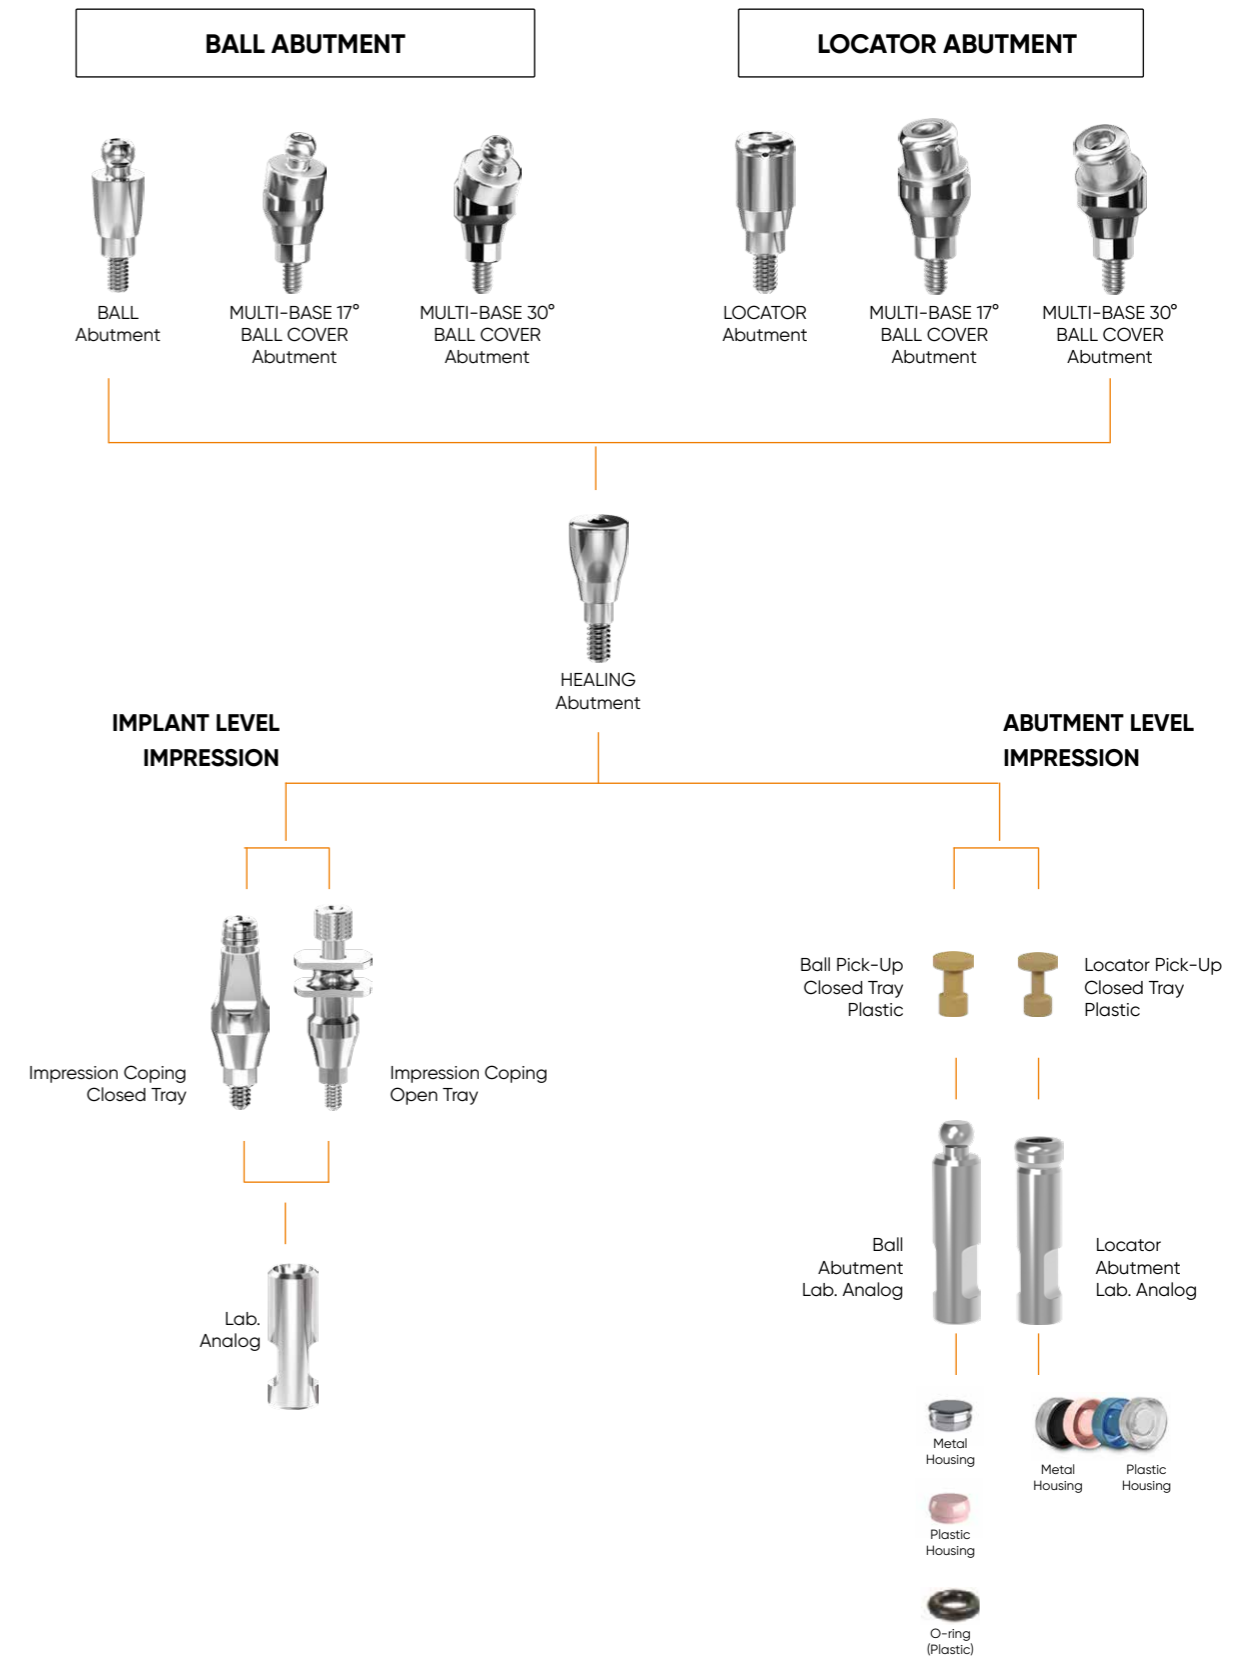 BALL ABUTMENT
LOCATOR ABUTMENT
BALL
Abutment
MULTI-BASE 17°
BALL COVER
Abutment
MULTI-BASE 30°
BALL COVER
Abutment
LOCATOR
Abutment
MULTI-BASE 17°
BALL COVER
Abutment
MULTI-BASE 30°
BALL COVER
Abutment
HEALING
Abutment
IMPLANT LEVEL
IMPRESSION
ABUTMENT LEVEL
IMPRESSION
Impression Coping
Closed Tray
Impression Coping
Open Tray
Lab.
Analog
Ball Pick-Up
Closed Tray
Plastic
Locator Pick-Up
Closed Tray
Plastic
Ball
Abutment
Lab. Analog
Locator
Abutment
Lab. Analog
Metal
Housing
Plastic
Housing
O-ring
(Plastic)
Metal
Housing
Plastic
Housing